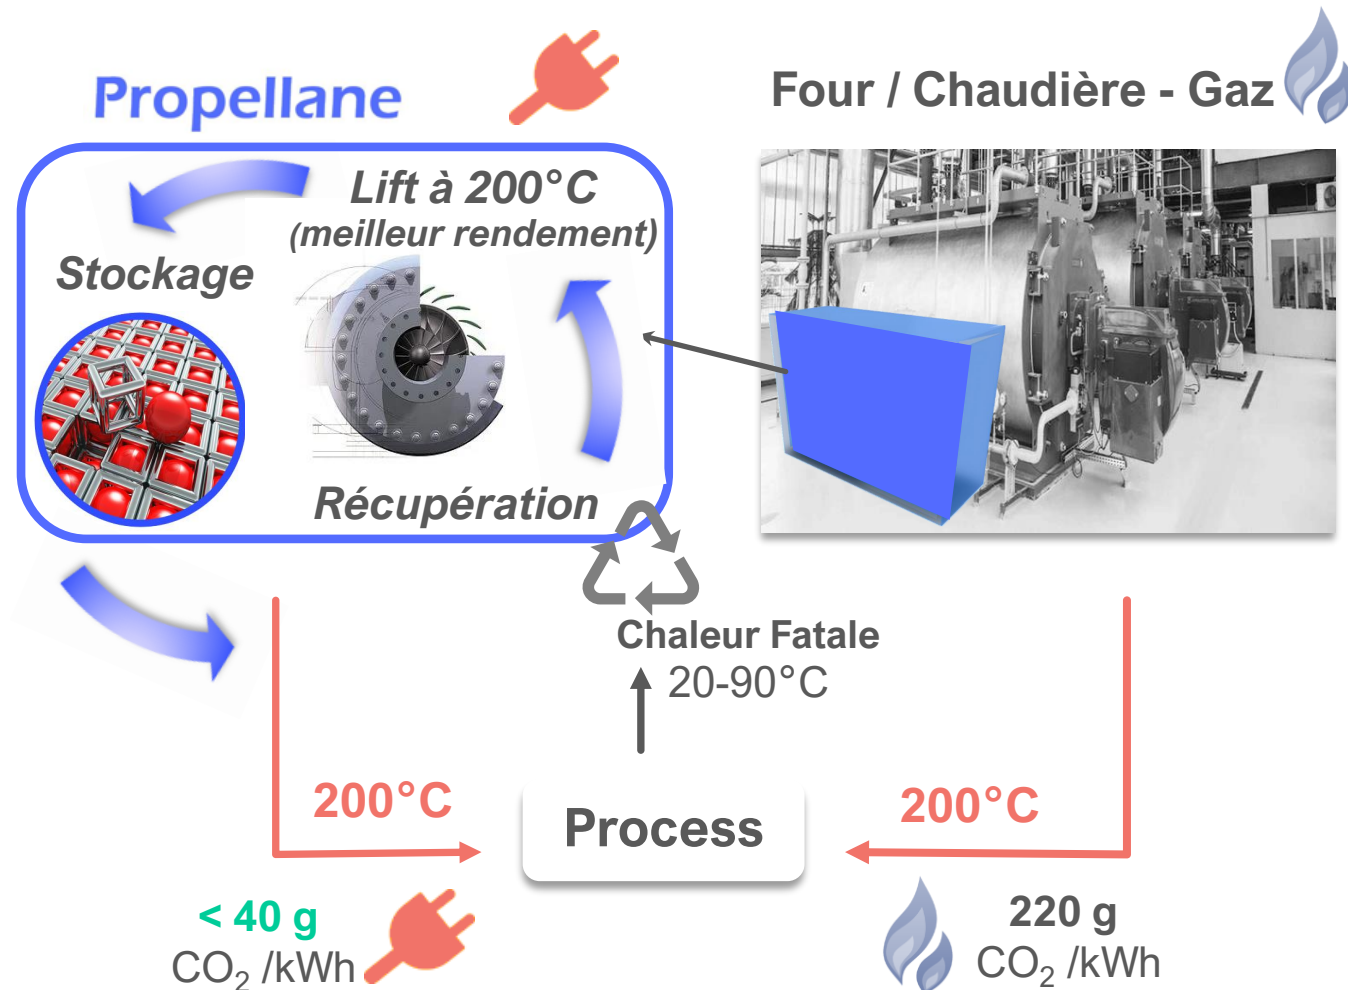 Propellane
Four / Chaudière - Gaz
Lift à 200°C
(meilleur rendement)
Stockage
Récupération
Chaleur Fatale
20-90°C
200°C
Process
200°C
< 40 g
CO₂ /kWh
220 g
CO₂ /kWh